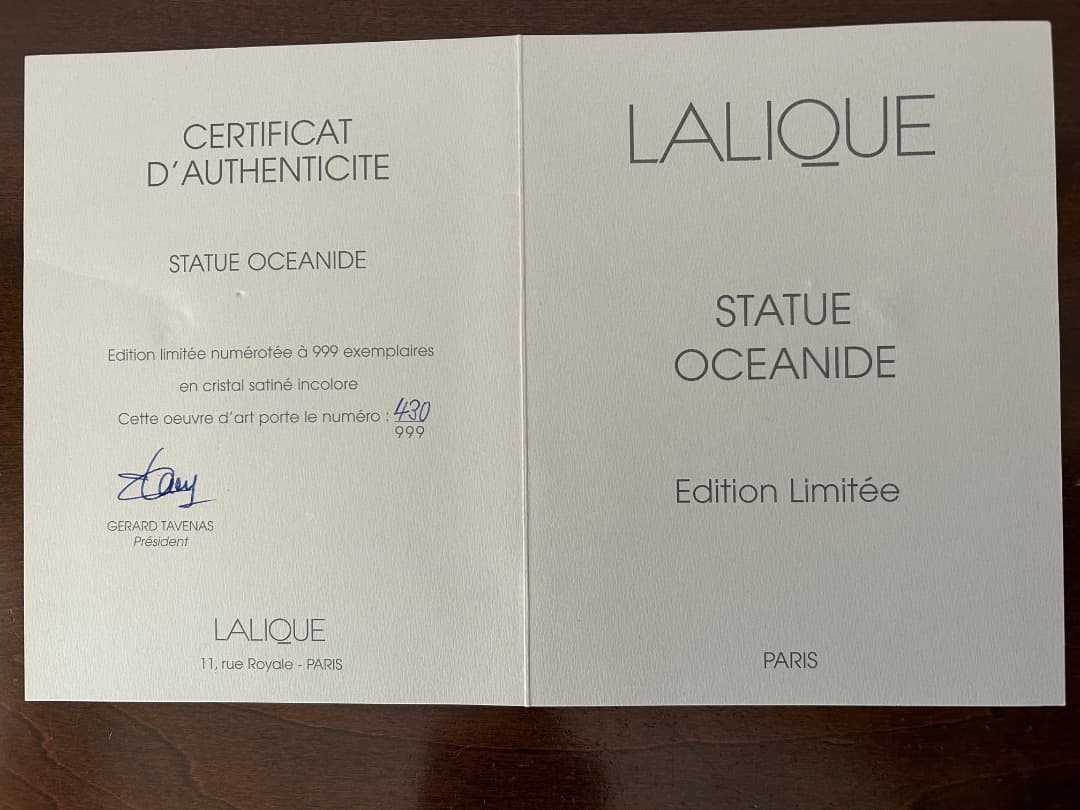 CERTIFICAT
D'AUTHENTICITE
STATUE OCEANIDE
Edition limitée numérotée à 999 exemplaires
en cristal satiné incolore
Cette oeuvre d'art porte le numéro : 430
999
GERARD TAVENAS
Président
LALIQUE
11, rue Royale - PARIS
LALIQUE
STATUE
OCEANIDE
Edition Limitée
PARIS